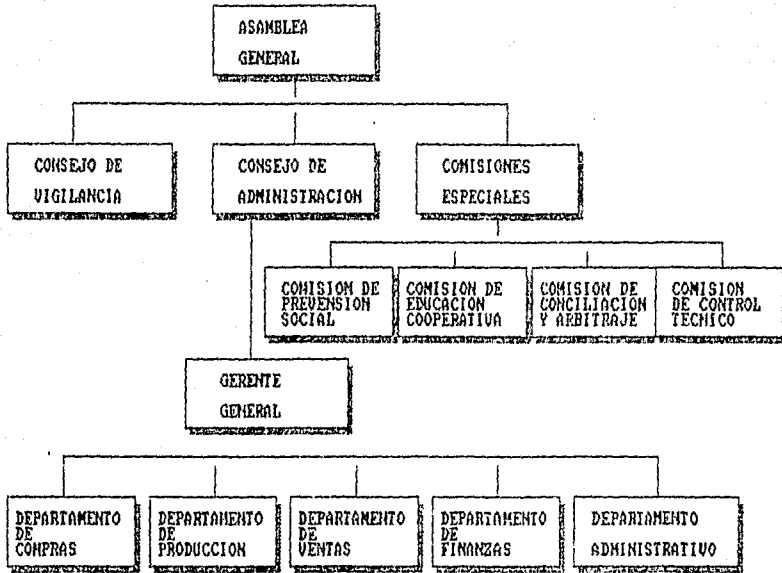 ASAMBLEA
GENERAL
CONSEJO DE
VIGILANCIA
CONSEJO DE
ADMINISTRACION
COMISIONES
ESPECIALES
COMISION DE
PREVENSION
SOCIAL
COMISION DE
EDUCACION
COOPERATIVA
COMISION DE
CONCILIACION
Y ARBITRAJE
COMISION
DE CONTROL
TECNICO
GERENTE
GENERAL
DEPARTAMENTO
DE
COMPRAS
DEPARTAMENTO
DE
PRODUCCION
DEPARTAMENTO
DE
VENTAS
DEPARTAMENTO
DE
FINANZAS
DEPARTAMENTO
ADMINISTRATIVO